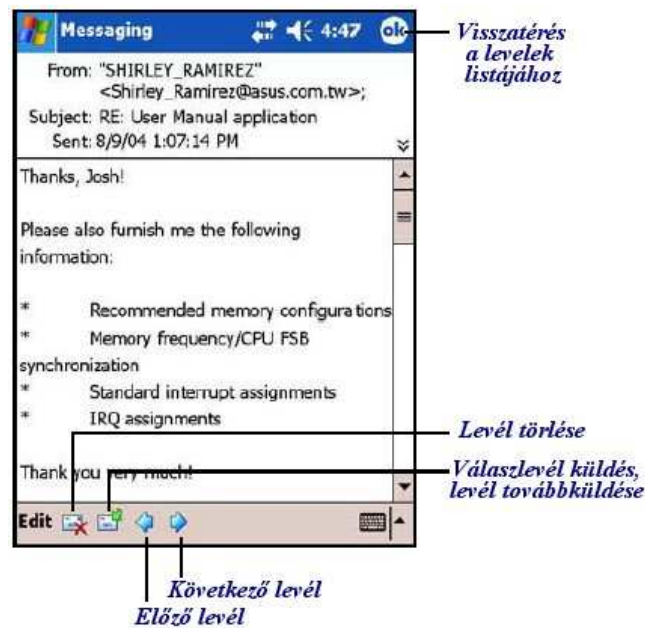 Messaging 4:47 ok
Visszatérés
a levelek
listájához
From: "SHIRLEY_RAMIREZ"
<Shirley_Ramirez@asus.com.tw>;
Subject: RE: User Manual application
Sent: 8/9/04 1:07:14 PM
Thanks, Josh!
Please also furnish me the following
information:
* Recommended memory configurations
* Memory frequency/CPU FSB
synchronization
* Standard interrupt assignments
* IRQ assignments
Thank you very much!
Levél törlése
Válaszlevél küldés,
levél továbbküldése
Edit
Következő levél
Előző levél